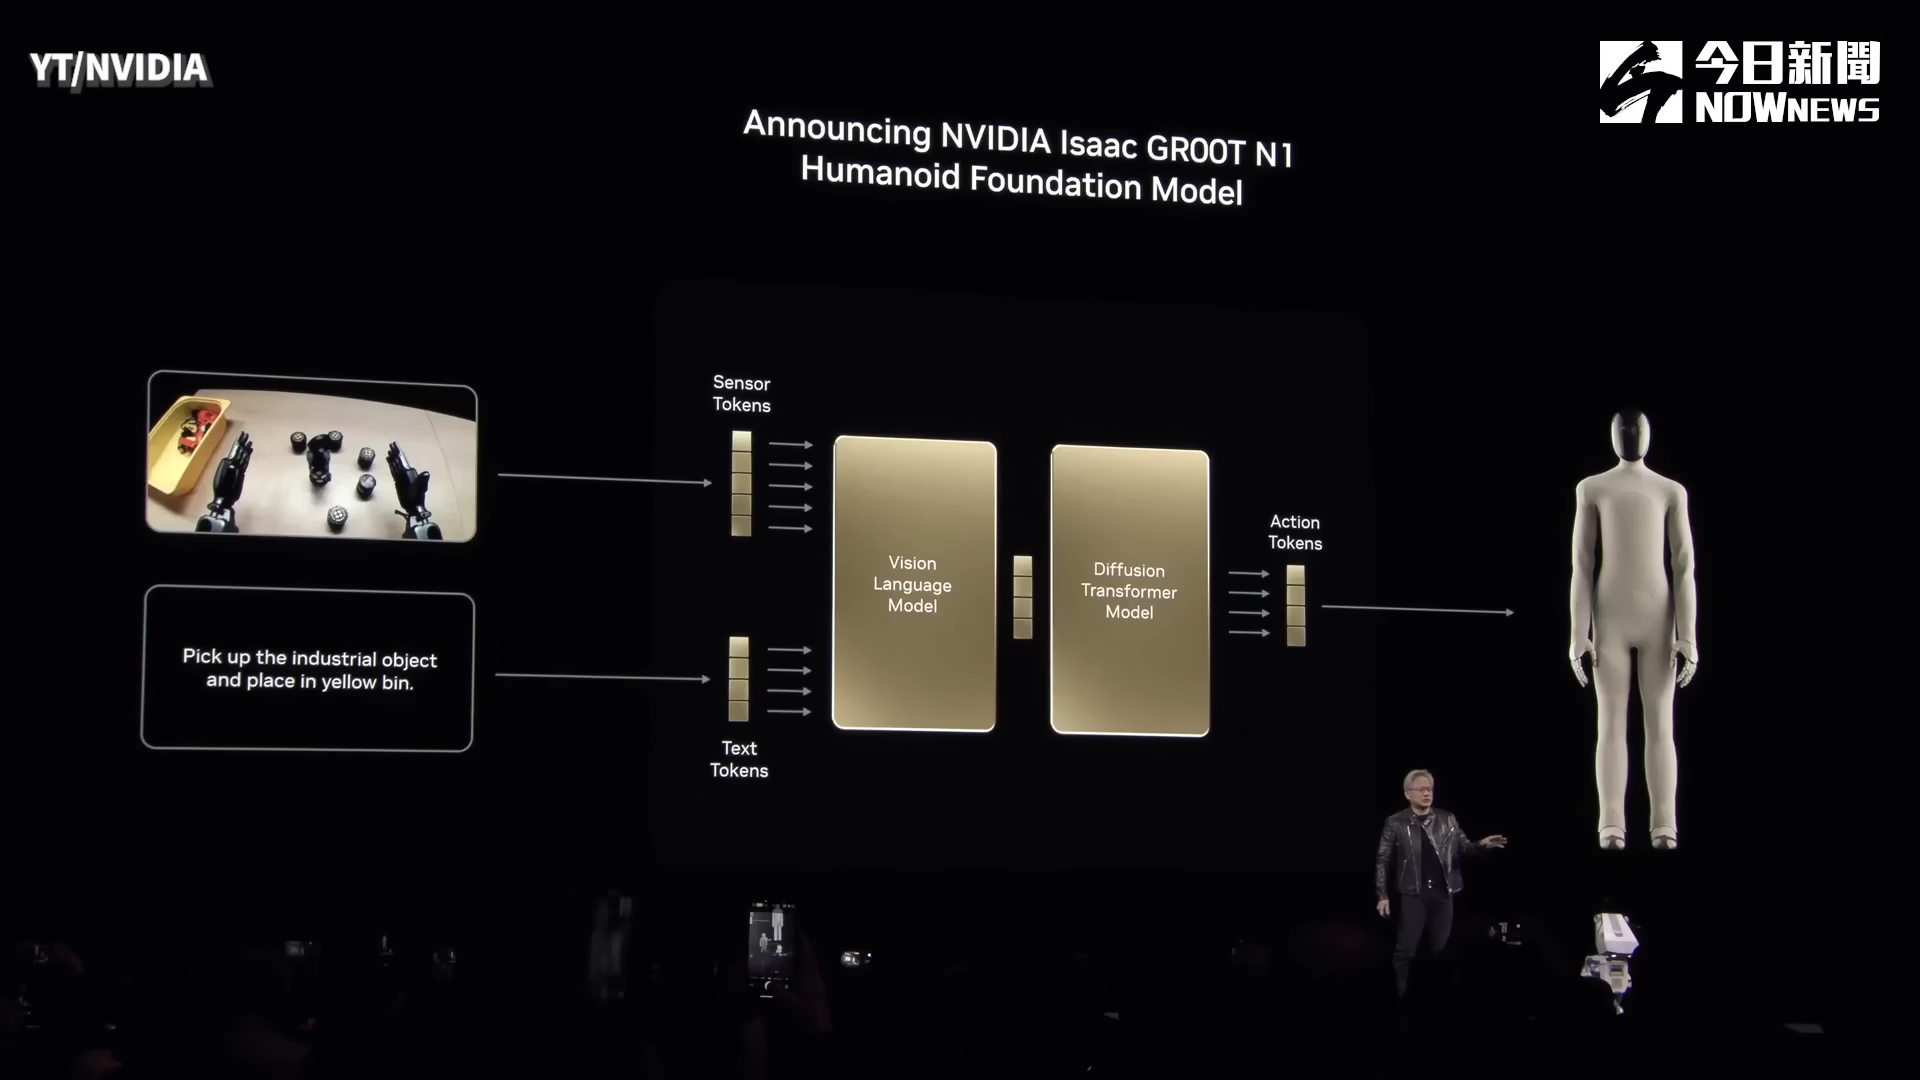 YT/NVIDIA
今日新聞
NOWNEWS
Announcing NVIDIA Isaac GR00T N1
Humanoid Foundation Model
Sensor
Tokens
Vision
Language
Model
Diffusion
Transformer
Model
Action
Tokens
Pick up the industrial object
and place in yellow bin.
Text
Tokens